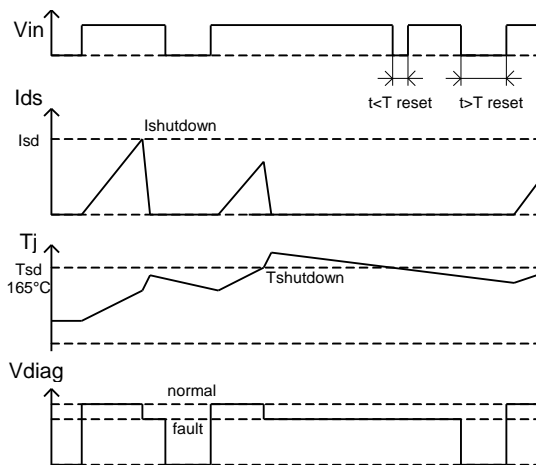 Vin
t<T reset
t>T reset
Ids
Isd
Ishutdown
Tj
Tsd
165°C
Tshutdown
Vdiag
normal
fault